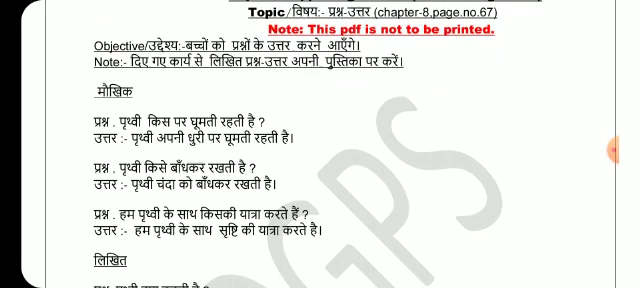 Topic/विषय:- प्रश्न-उत्तर (chapter-8,page.no.67)
Note: This pdf is not to be printed.
Objective/उद्देश्य:-बच्चों को प्रश्नों के उत्तर करने आएँगे।
Note:- दिए गए कार्य से लिखित प्रश्न-उत्तर अपनी पुस्तिका पर करें।
मौखिक
प्रश्न . पृथ्वी किस पर घूमती रहती है ?
उत्तर :- पृथ्वी अपनी धुरी पर घूमती रहती है।
प्रश्न . पृथ्वी किसे बाँधकर रखती है ?
उत्तर :- पृथ्वी चंदा को बाँधकर रखती है।
प्रश्न . हम पृथ्वी के साथ किसकी यात्रा करते हैं ?
उत्तर :- हम पृथ्वी के साथ सृष्टि की यात्रा करते है।
लिखित